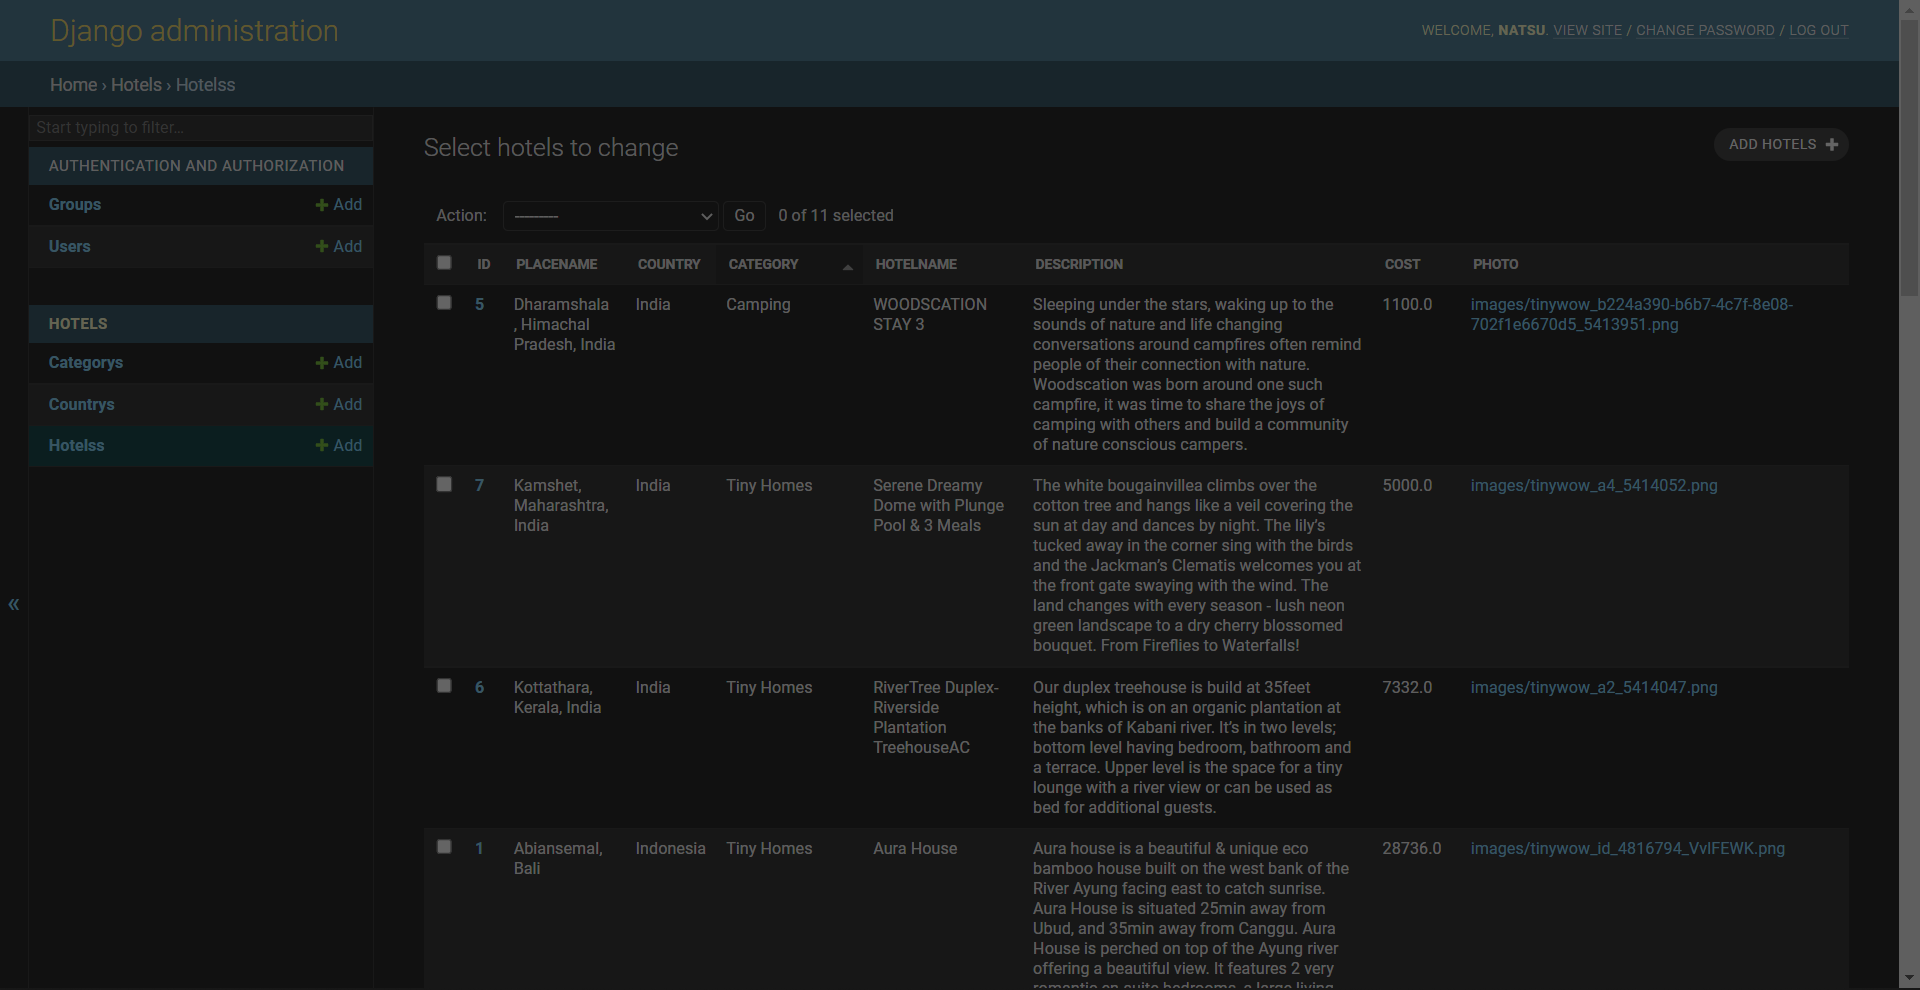 Django administration
WELCOME, NATSU. VIEW SITE / CHANGE PASSWORD / LOG OUT
Home › Hotels › Hotelss
Start typing to filter...
AUTHENTICATION AND AUTHORIZATION
Groups + Add
Users + Add
HOTELS
Categorys + Add
Countrys + Add
Hotelss + Add
«
Select hotels to change
ADD HOTELS +
Action: --------- Go 0 of 11 selected
ID PLACENAME COUNTRY CATEGORY HOTELNAME DESCRIPTION COST PHOTO
5
Dharamshala
, Himachal
Pradesh, India
India
Camping
WOODSCATION
STAY 3
Sleeping under the stars, waking up to the
sounds of nature and life changing
conversations around campfires often remind
people of their connection with nature.
Woodscation was born around one such
campfire, it was time to share the joys of
camping with others and build a community
of nature conscious campers.
1100.0
images/tinywow_b224a390-b6b7-4c7f-8e08-
702f1e6670d5_5413951.png
7
Kamshet,
Maharashtra,
India
India
Tiny Homes
Serene Dreamy
Dome with Plunge
Pool & 3 Meals
The white bougainvillea climbs over the
cotton tree and hangs like a veil covering the
sun at day and dances by night. The lily’s
tucked away in the corner sing with the birds
and the Jackman’s Clematis welcomes you at
the front gate swaying with the wind. The
land changes with every season - lush neon
green landscape to a dry cherry blossomed
bouquet. From Fireflies to Waterfalls!
5000.0
images/tinywow_a4_5414052.png
6
Kottathara,
Kerala, India
India
Tiny Homes
RiverTree Duplex-
Riverside
Plantation
TreehouseAC
Our duplex treehouse is build at 35feet
height, which is on an organic plantation at
the banks of Kabani river. It’s in two levels;
bottom level having bedroom, bathroom and
a terrace. Upper level is the space for a tiny
lounge with a river view or can be used as
bed for additional guests.
7332.0
images/tinywow_a2_5414047.png
1
Abiansemal,
Bali
Indonesia
Tiny Homes
Aura House
Aura house is a beautiful & unique eco
bamboo house built on the west bank of the
River Ayung facing east to catch sunrise.
Aura House is situated 25min away from
Ubud, and 35min away from Canggu. Aura
House is perched on top of the Ayung river
offering a beautiful view. It features 2 very
romantic en suite bedrooms, a large living
28736.0
images/tinywow_id_4816794_VvIFEWK.png